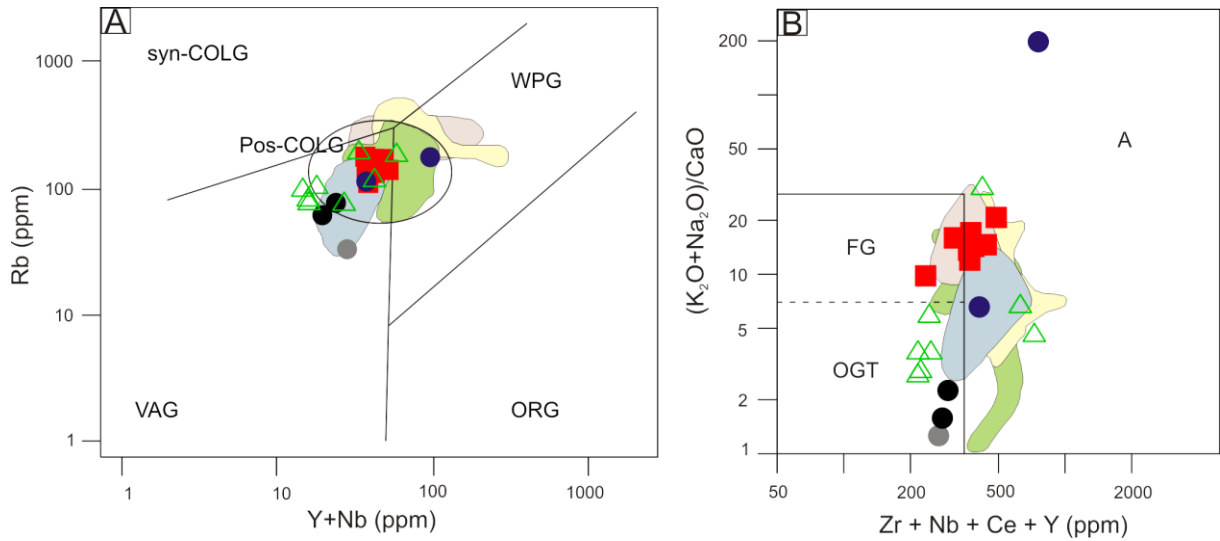 A
syn-COLG
WPG
Pos-COLG
VAG
ORG
1000
100
10
1
Rb (ppm)
1
10
100
1000
Y+Nb (ppm)
B
A
FG
OGT
200
50
20
10
5
2
1
(K₂O+Na₂O)/CaO
50
200
500
2000
Zr + Nb + Ce + Y (ppm)